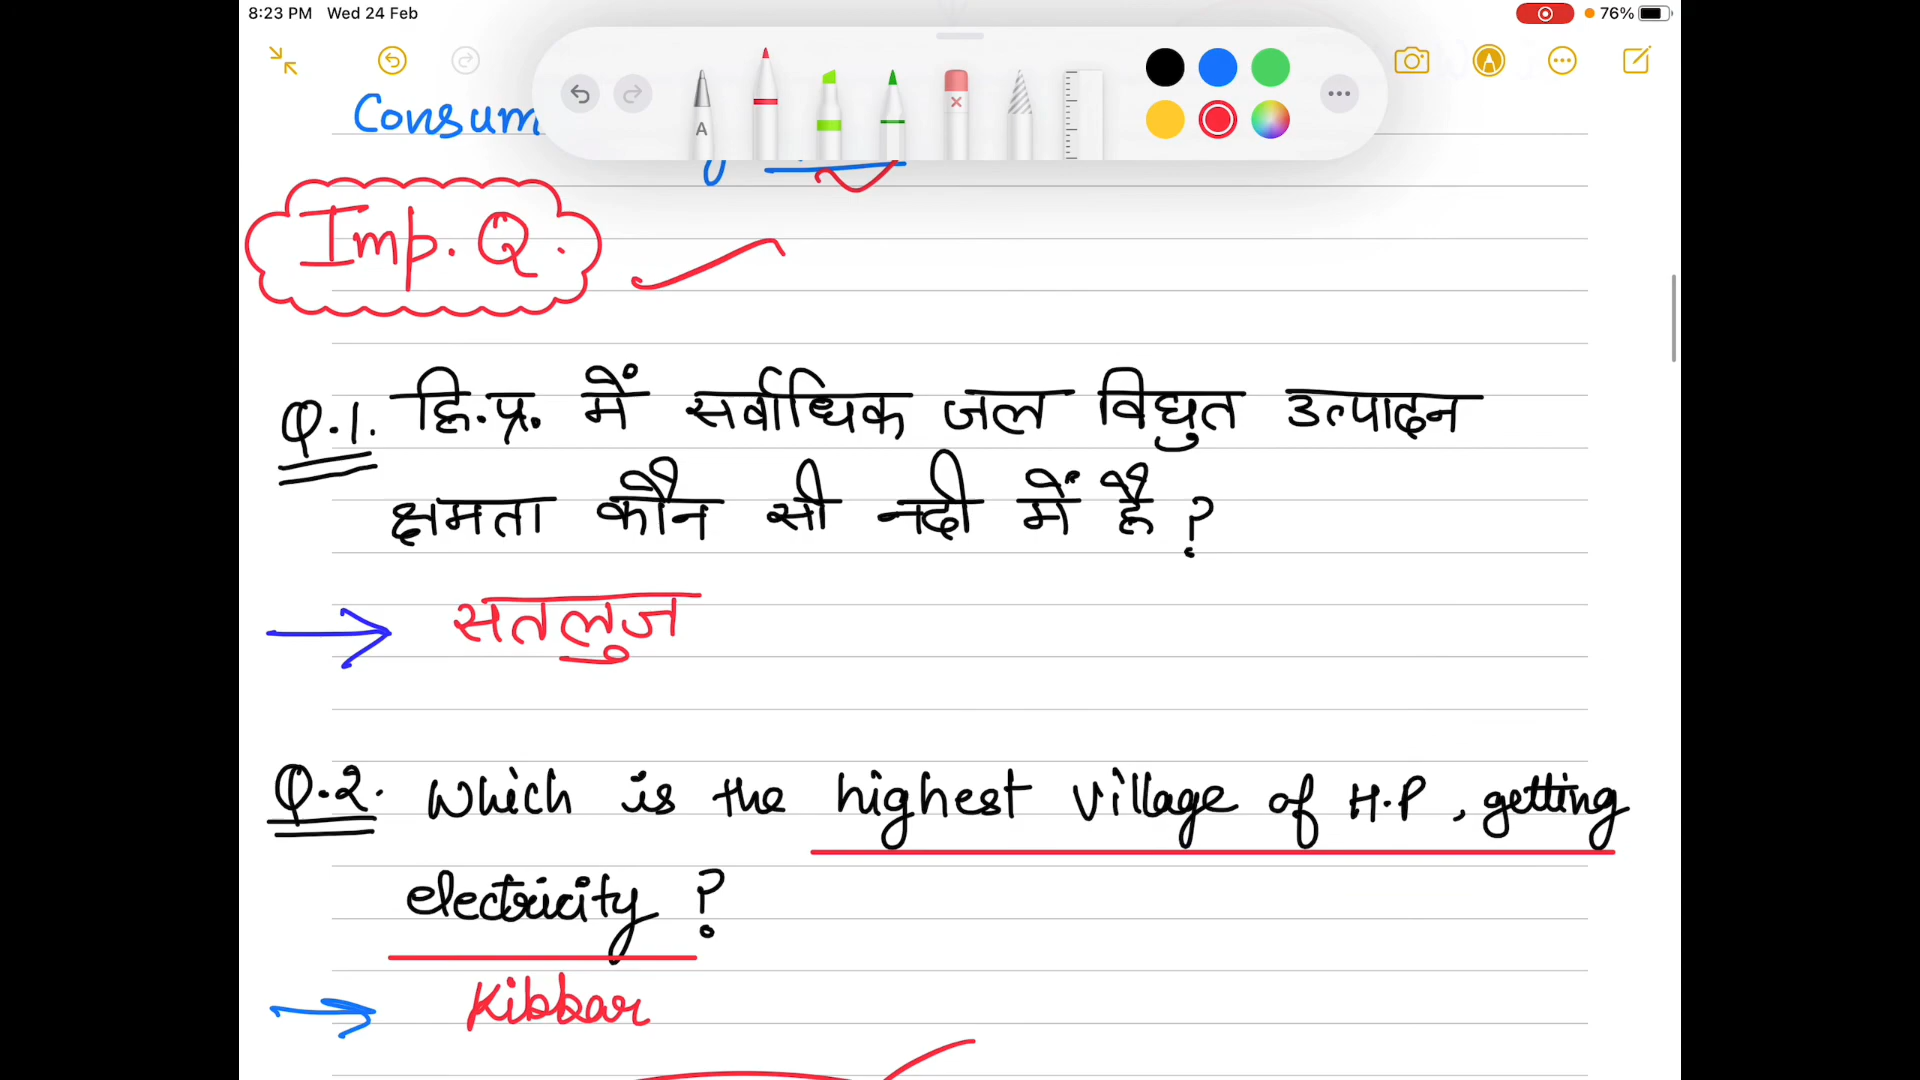 8:23 PM Wed 24 Feb
76%
A
Consum
Imp. Q.
Q.1. हि.प्र. में सर्वाधिक जल विधुत उत्पादन
क्षमता कौन सी नदी में है ?
सतलुज
Q.2. Which is the highest village of H.P, getting
electricity ?
Kibbar